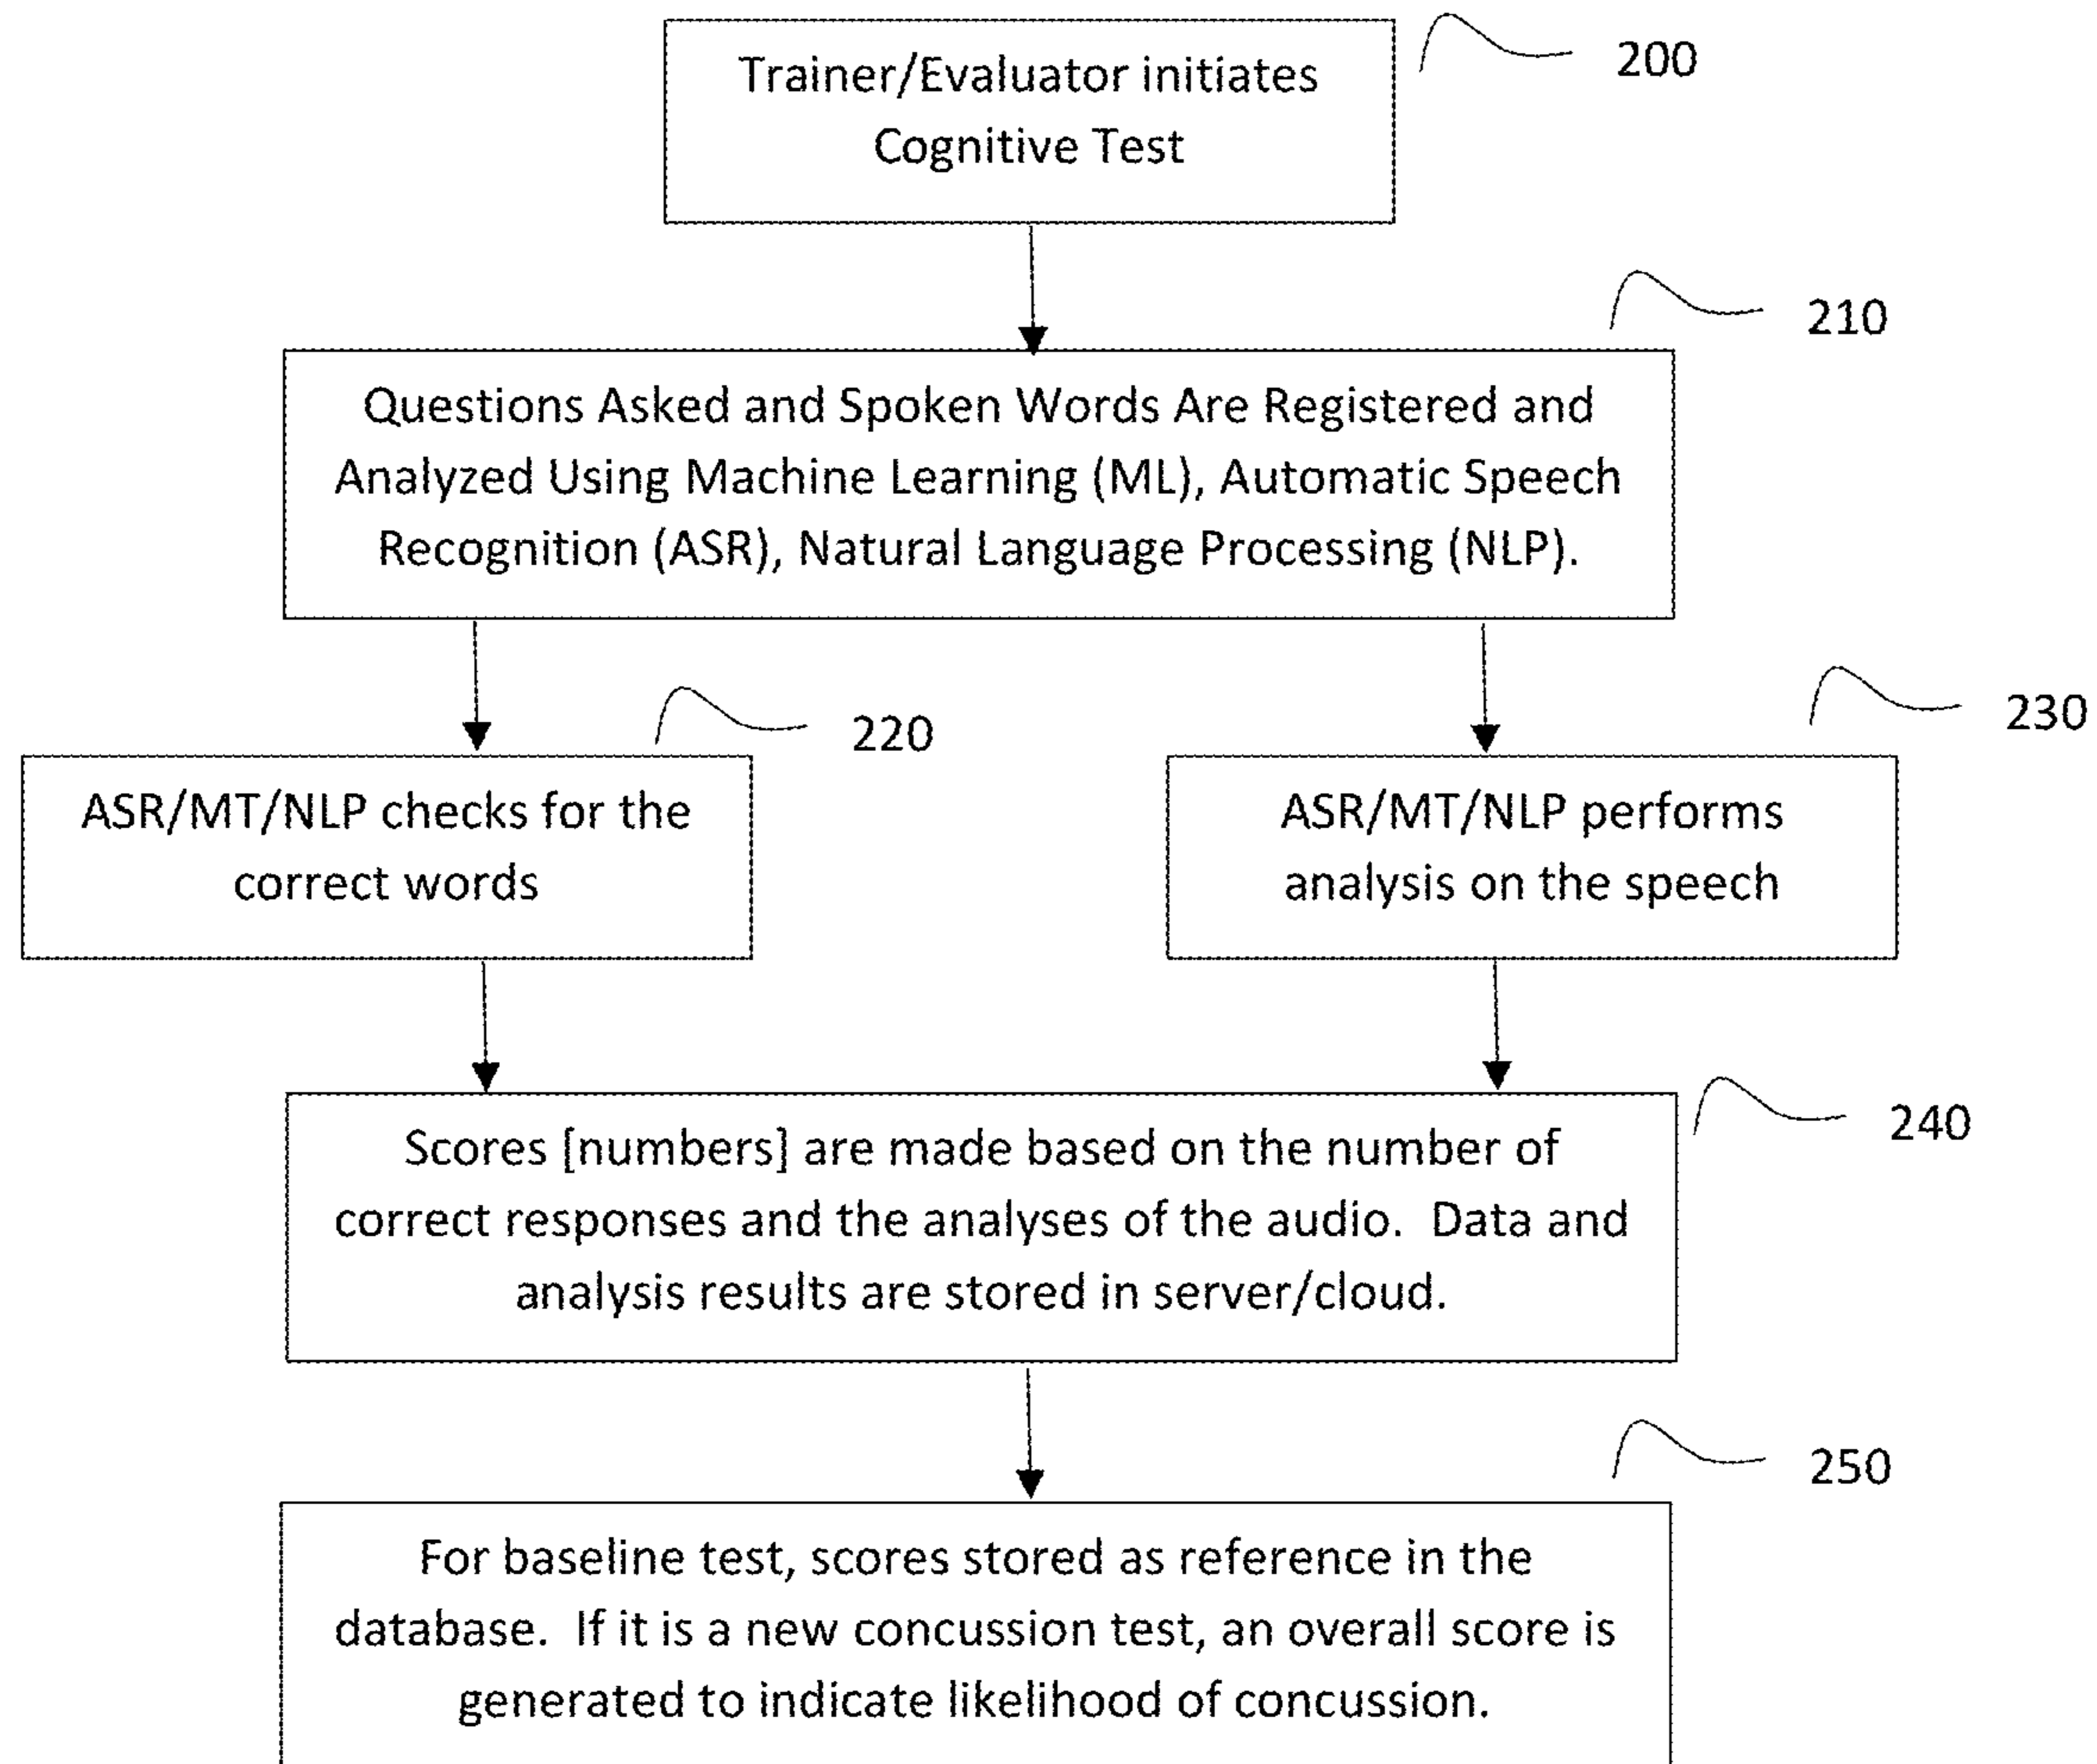 Trainer/Evaluator initiates
Cognitive Test
200
210
Questions Asked and Spoken Words Are Registered and
Analyzed Using Machine Learning (ML), Automatic Speech
Recognition (ASR), Natural Language Processing (NLP).
220
230
ASR/MT/NLP checks for the
correct words
ASR/MT/NLP performs
analysis on the speech
240
Scores [numbers] are made based on the number of
correct responses and the analyses of the audio.  Data and
analysis results are stored in server/cloud.
250
For baseline test, scores stored as reference in the
database.  If it is a new concussion test, an overall score is
generated to indicate likelihood of concussion.